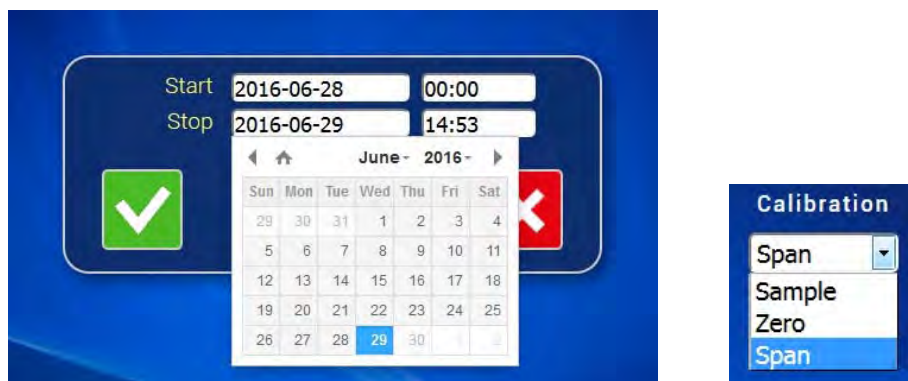 Start 2016-06-28 00:00
Stop 2016-06-29 14:53
June 2016
Sun Mon Tue Wed Thu Fri Sat
29 30 31 1 2 3 4
5 6 7 8 9 10 11
12 13 14 15 16 17 18
19 20 21 22 23 24 25
26 27 28 29 30 1 2
Calibration
Span
Sample
Zero
Span